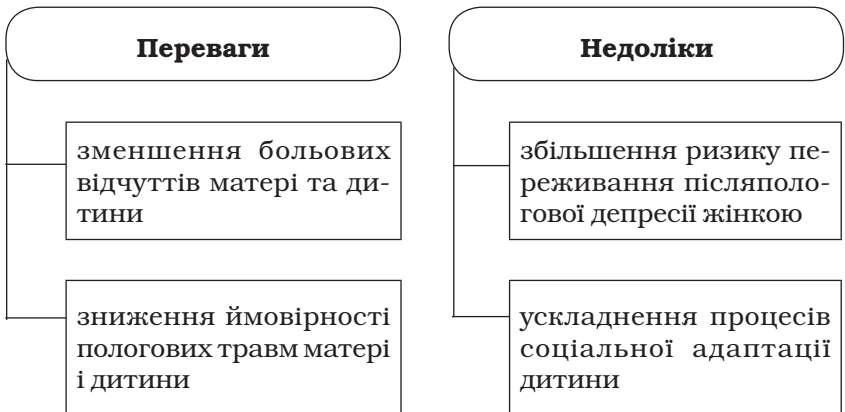 Переваги
зменшення больових
відчуттів матері та ди-
тини
зниження ймовірності
пологових травм матері
і дитини
Недоліки
збільшення ризику пе-
реживання післяполо-
гової депресії жінкою
ускладнення процесів
соціальної адаптації
дитини